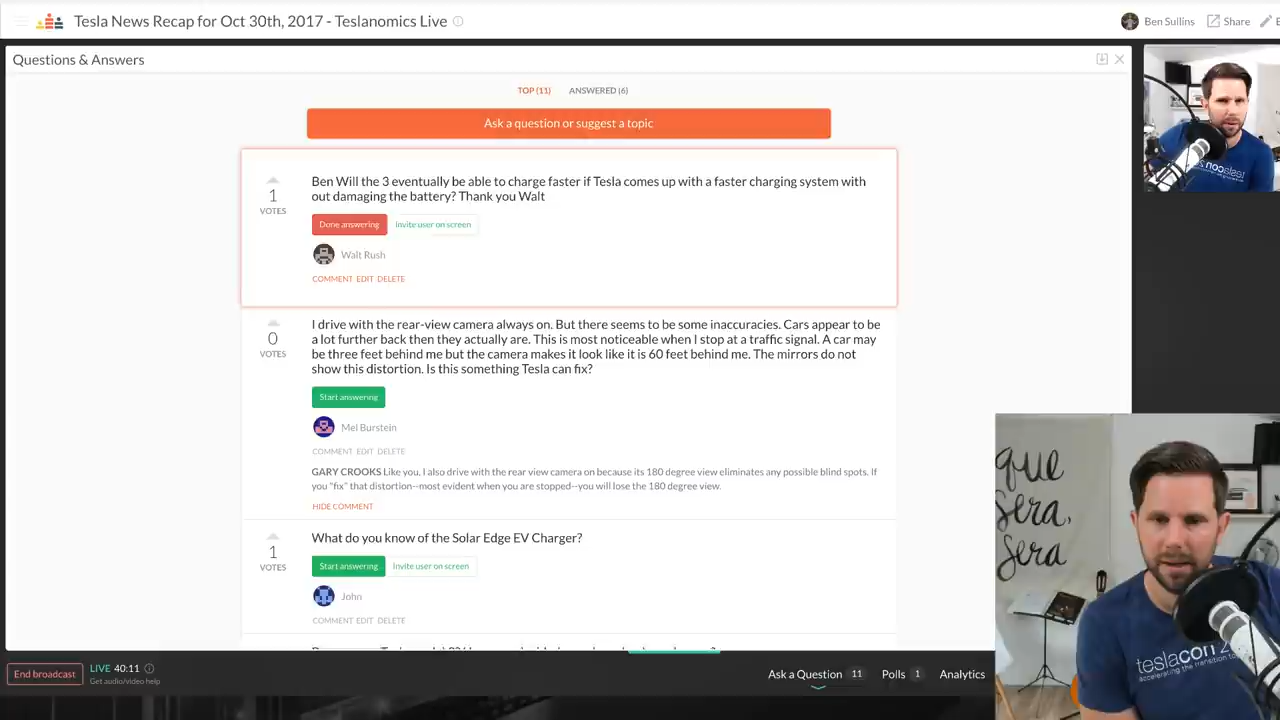 Tesla News Recap for Oct 30th, 2017 - Teslanomics Live
Ben Sullins
Share
Questions & Answers
TOP (11)
ANSWERED (6)
Ask a question or suggest a topic
1
VOTES
Ben Will the 3 eventually be able to charge faster if Tesla comes up with a faster charging system with
out damaging the battery? Thank you Walt
Done answering
Invite user on screen
Walt Rush
COMMENT EDIT DELETE
0
VOTES
I drive with the rear-view camera always on. But there seems to be some inaccuracies. Cars appear to be
a lot further back then they actually are. This is most noticeable when I stop at a traffic signal. A car may
be three feet behind me but the camera makes it look like it is 60 feet behind me. The mirrors do not
show this distortion. Is this something Tesla can fix?
Start answering
Mel Burstein
COMMENT EDIT DELETE
GARY CROOKS Like you, I also drive with the rear view camera on because its 180 degree view eliminates any possible blind spots. If
you "fix" that distortion--most evident when you are stopped--you will lose the 180 degree view.
HIDE COMMENT
1
VOTES
What do you know of the Solar Edge EV Charger?
Start answering
Invite user on screen
John
COMMENT EDIT DELETE
que
sera,
sera
teslacon
accelerating the transition
End broadcast
LIVE 40:11
Get audio/video help
Ask a Question 11
Polls 1
Analytics